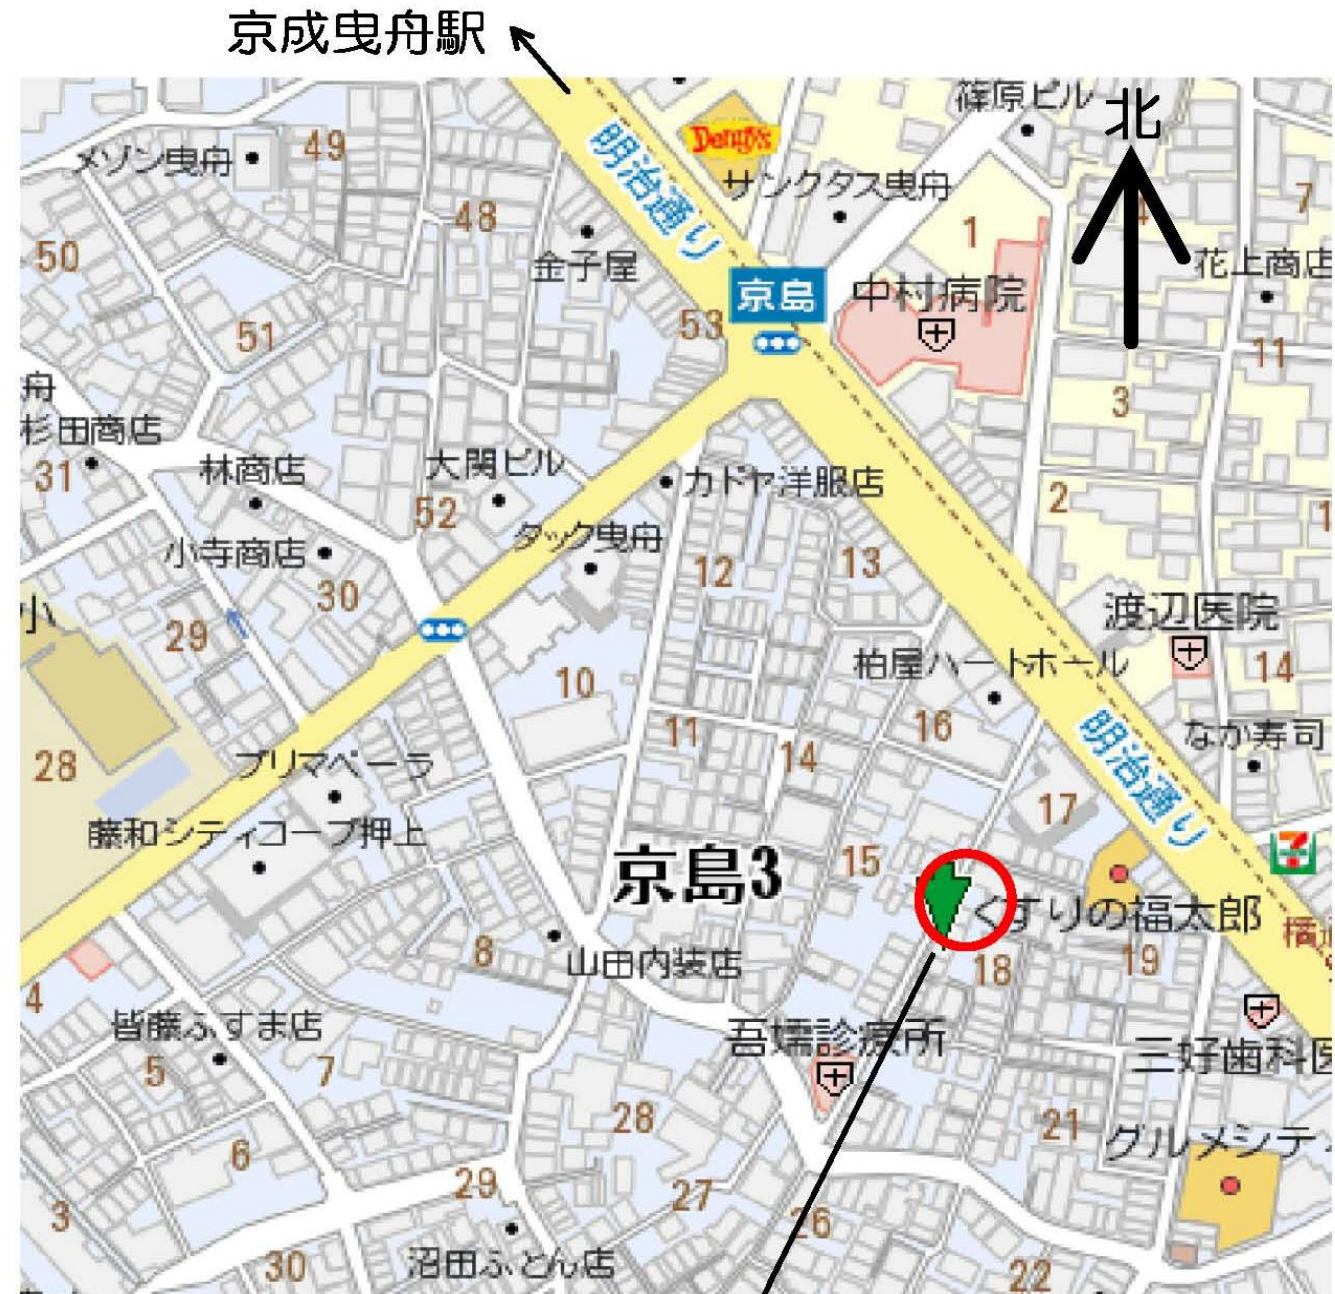 京成曳舟駅
篠原ビル
北
Denny's
明治通り
メゾン曳舟
49
サンクタス曳舟
4
7
48
1
50
金子屋
花上商店
京島
中村病院
53
51
11
舟
3
杉田商店
林商店
大関ビル
カドヤ洋服店
31
52
2
1
タック曳舟
小寺商店
12
13
30
小
29
渡辺医院
柏屋ハートホール
10
14
11
16
明治通り
なか寿司
28
プリマベーラ
14
17
藤和シティコープ押上
京島3
15
7
くすりの福太郎
8
山田内装店
18
19
4
皆藤ふすま店
吾嬬診療所
三好歯科医
5
7
28
21
グルメシティ
6
29
27
3
26
沼田ふとん店
30
22